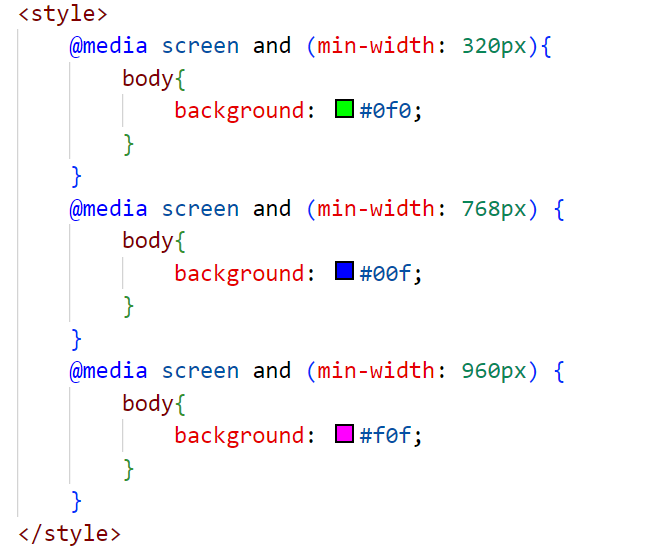 <style>
@media screen and (min-width: 320px){
body{
background: #0f0;
}
}
@media screen and (min-width: 768px) {
body{
background: #00f;
}
}
@media screen and (min-width: 960px) {
body{
background: #f0f;
}
}
</style>